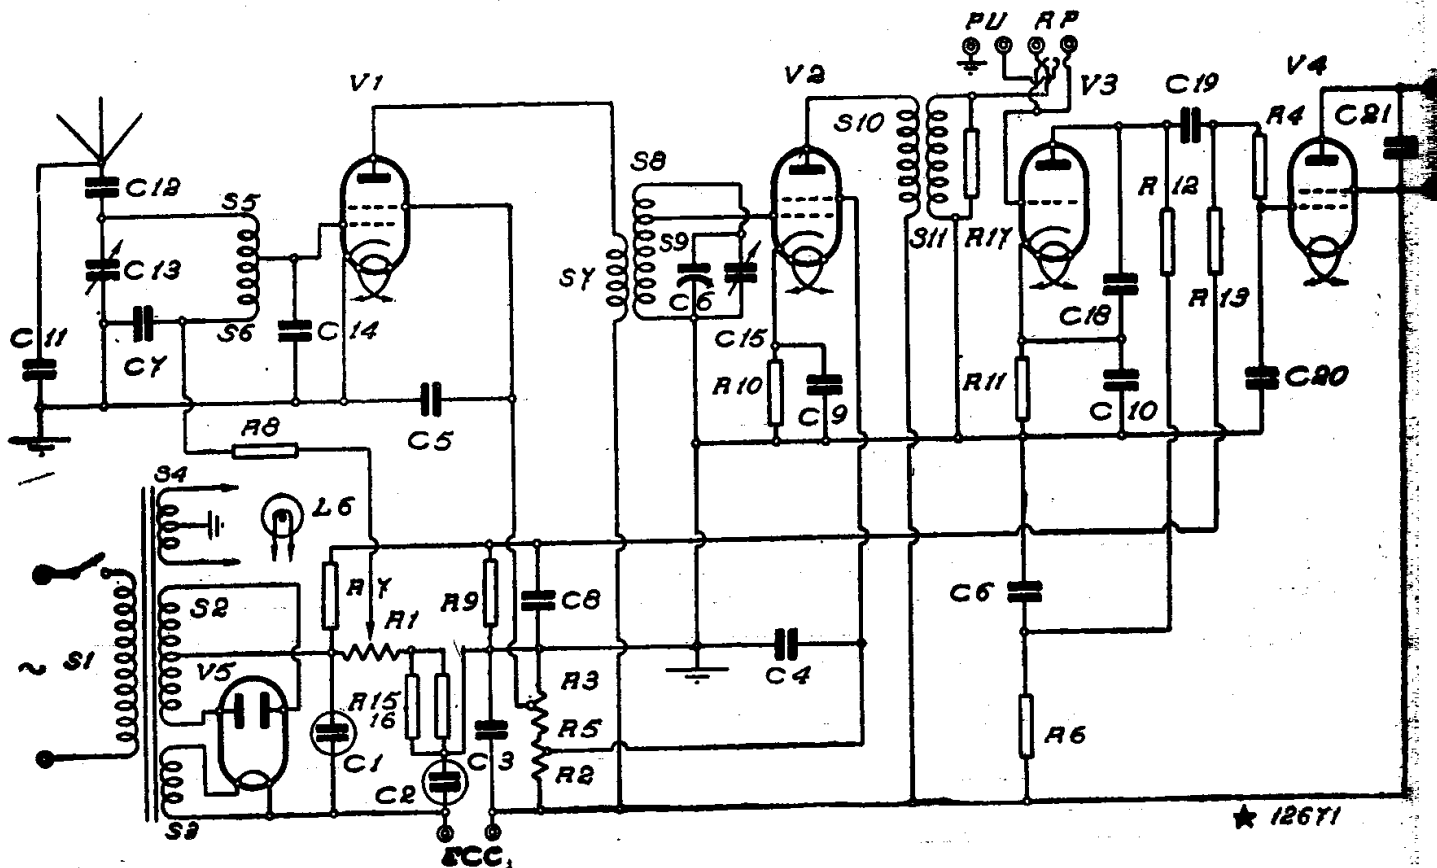 PU RP
V1
V2
V3
C19
V4
R4
C21
S10
S8
C12
S5
R12
S9
S11
R17
C13
S7
C6
R13
S6
C14
C18
C15
C11
C7
R10
R11
C20
C9
C10
C5
R8
S4
L6
R7
S2
R1
R9
C8
C6
S1
V5
C4
R3
R15
16
R5
R6
C1
C3
R2
C2
S3
★ 12671
ECC.
~